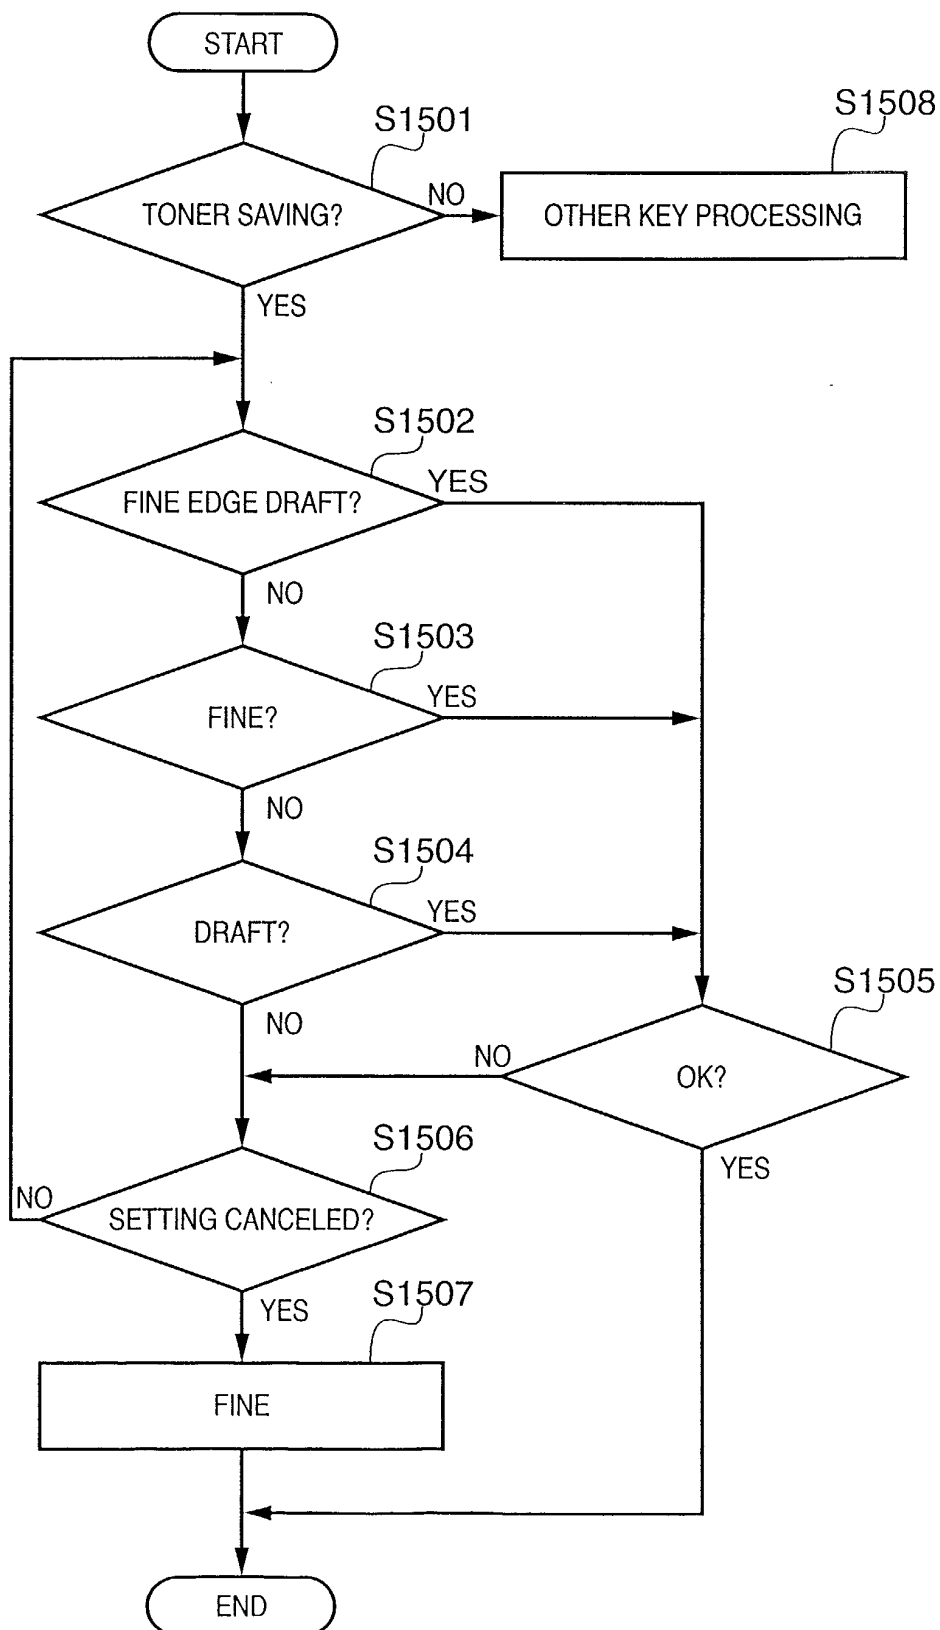 START
S1501
S1508
TONER SAVING?
NO
OTHER KEY PROCESSING
YES
S1502
FINE EDGE DRAFT?
YES
NO
S1503
FINE?
YES
NO
S1504
DRAFT?
YES
NO
S1505
OK?
NO
YES
S1506
SETTING CANCELED?
NO
YES
S1507
FINE
END